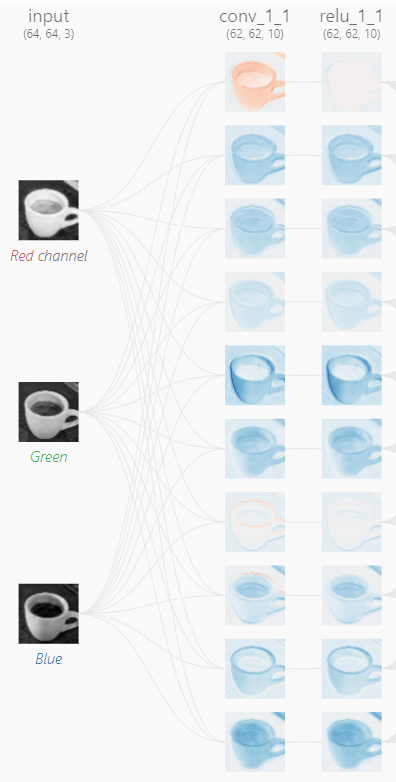 input
(64, 64, 3)
conv_1_1
(62, 62, 10)
relu_1_1
(62, 62, 10)
Red channel
Green
Blue